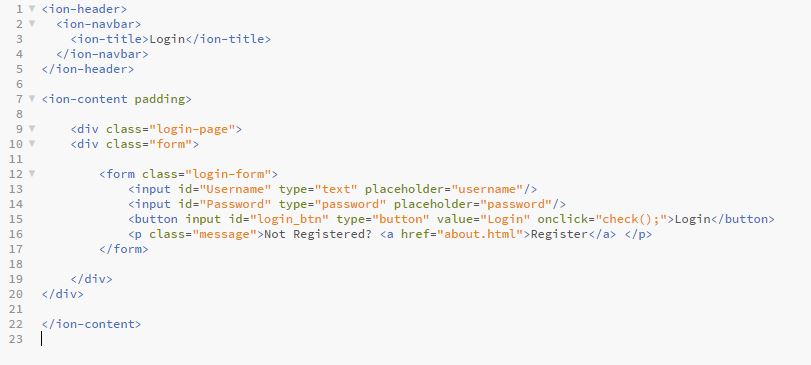 1 <ion-header>
2 <ion-navbar>
3 <ion-title>Login</ion-title>
4 </ion-navbar>
5 </ion-header>
6
7 <ion-content padding>
8
9 <div class="login-page">
10 <div class="form">
11
12 <form class="login-form">
13 <input id="Username" type="text" placeholder="username"/>
14 <input id="Password" type="password" placeholder="password"/>
15 <button input id="login_btn" type="button" value="Login" onclick="check();">Login</button>
16 <p class="message">Not Registered? <a href="about.html">Register</a> </p>
17 </form>
18
19 </div>
20 </div>
21
22 </ion-content>
23